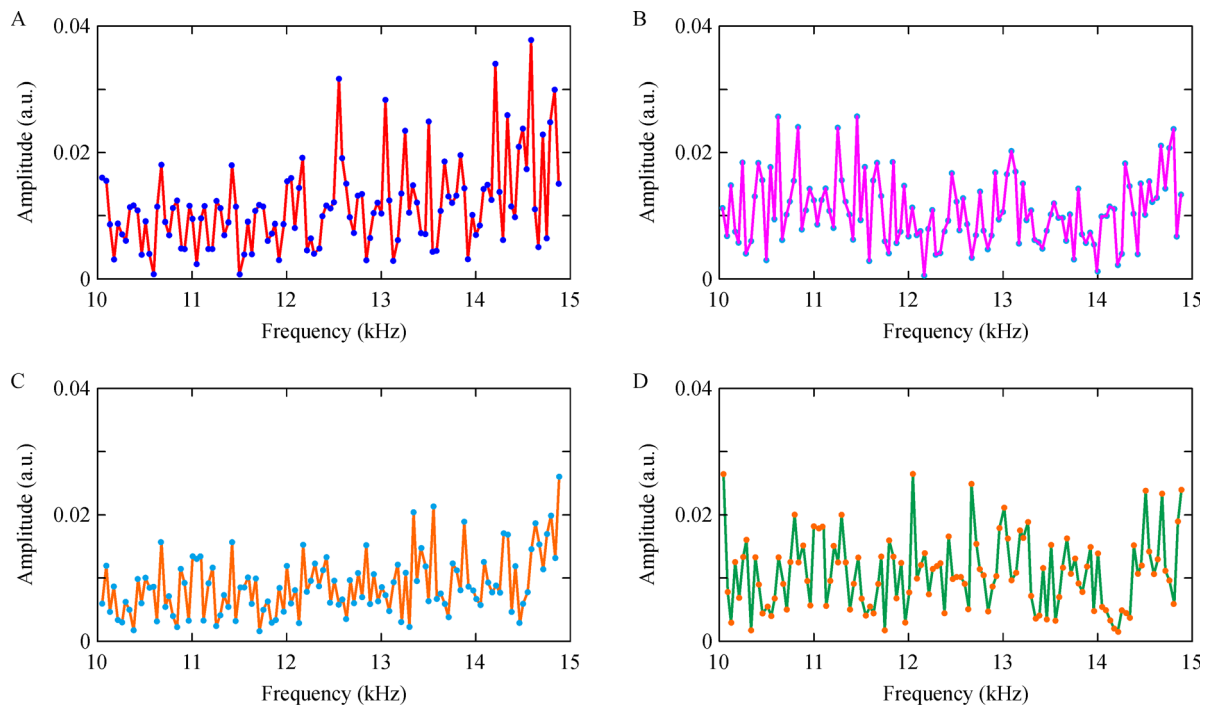 A
0.04
0.02
0
Amplitude (a.u.)
10 11 12 13 14 15
Frequency (kHz)
B
0.04
0.02
0
Amplitude (a.u.)
10 11 12 13 14 15
Frequency (kHz)
C
0.04
0.02
0
Amplitude (a.u.)
10 11 12 13 14 15
Frequency (kHz)
D
0.04
0.02
0
Amplitude (a.u.)
10 11 12 13 14 15
Frequency (kHz)